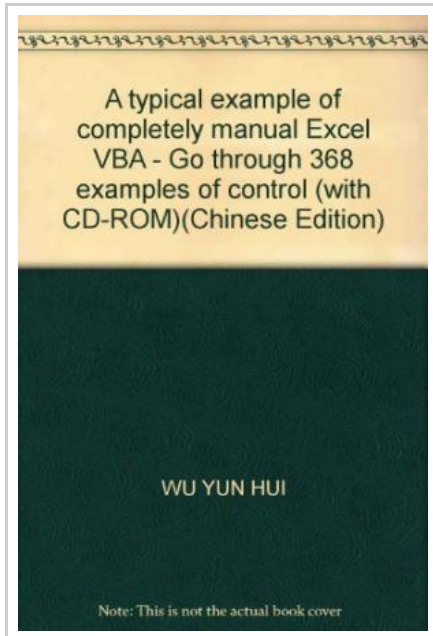 A typical example of
completely manual Excel
VBA - Go through 368
examples of control (with
CD-ROM)(Chinese Edition)
WU YUN HUI
Note: This is not the actual book cover